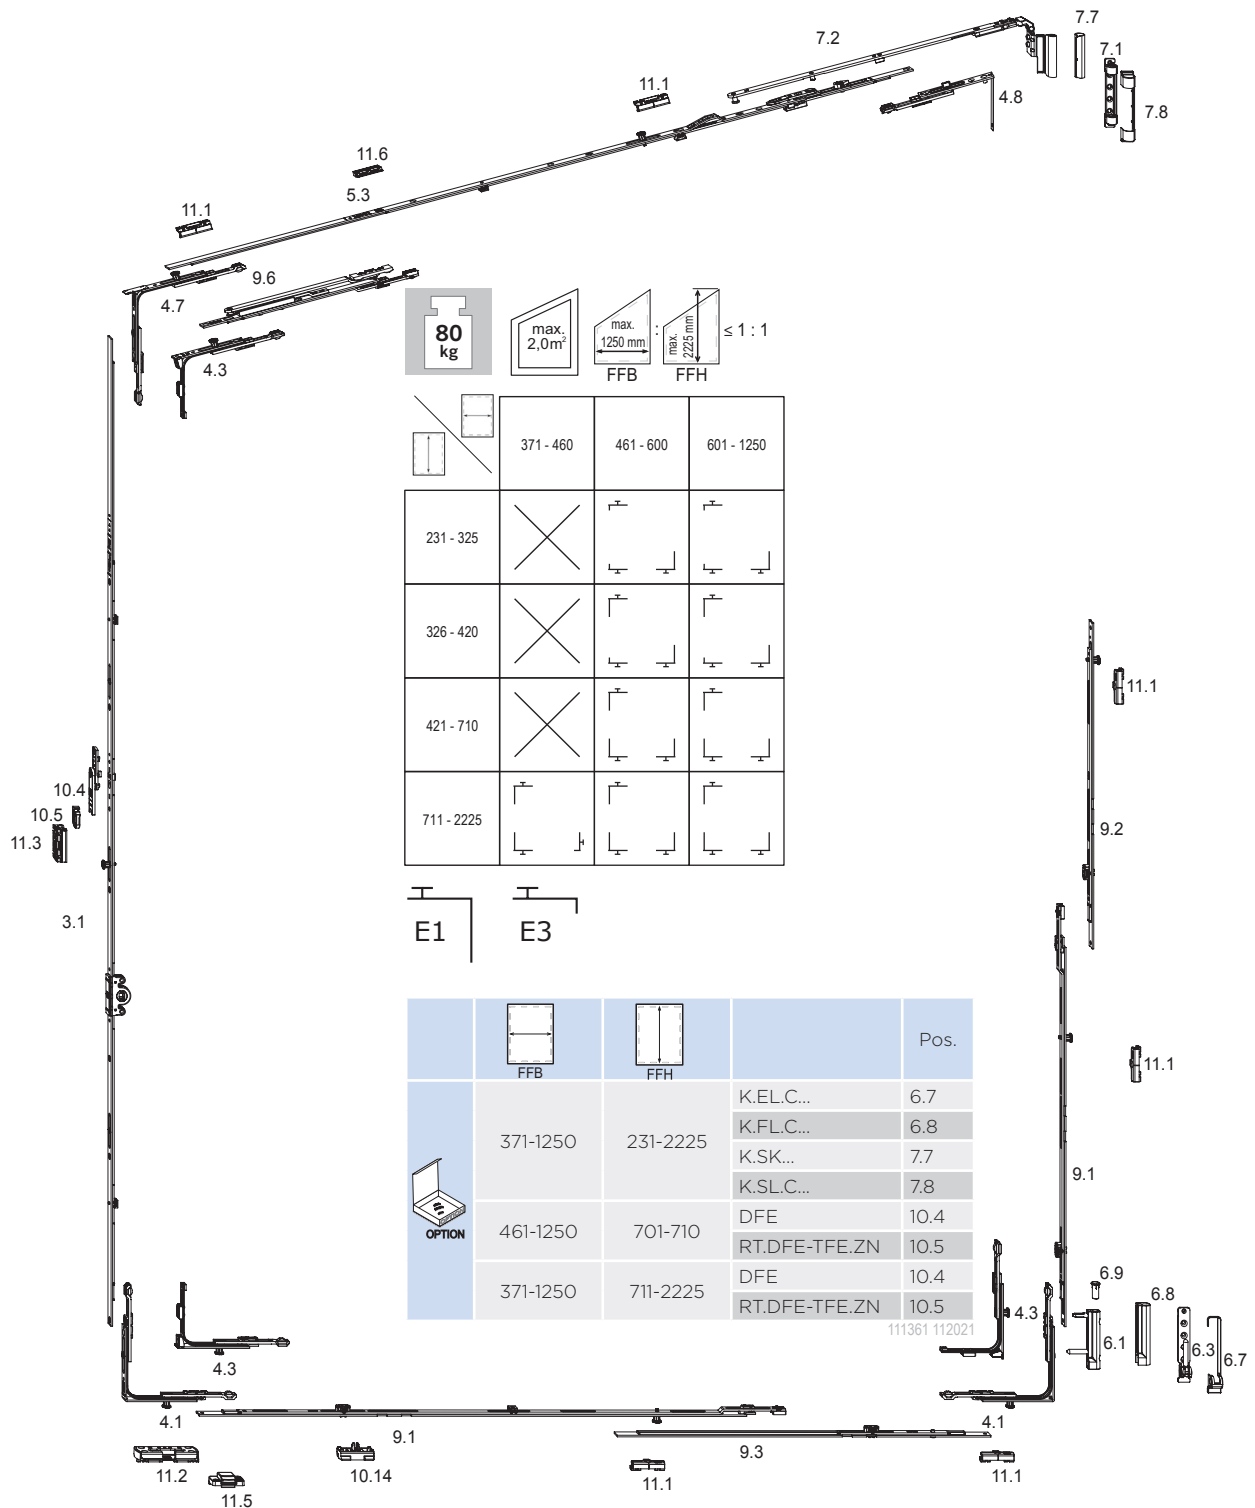 7.7
7.2
7.1
11.1
4.8
7.8
11.6
5.3
11.1
9.6
4.7
4.3
80
kg
max.
2,0m²
max.
1250 mm
:
max.
2225 mm
≤ 1 : 1
FFB
FFH
371 - 460
461 - 600
601 - 1250
231 - 325
326 - 420
421 - 710
711 - 2225
11.1
10.4
10.5
11.3
9.2
3.1
E1
E3
11.1
FFB
FFH
Pos.
371-1250
231-2225
K.EL.C...
6.7
K.FL.C...
6.8
K.SK...
7.7
K.SL.C...
7.8
OPTION
461-1250
701-710
DFE
10.4
RT.DFE-TFE.ZN
10.5
371-1250
711-2225
DFE
10.4
RT.DFE-TFE.ZN
10.5
111361 112021
9.1
6.9
6.8
4.3
6.1
6.3
6.7
4.3
4.1
9.1
4.1
9.3
11.2
10.14
11.1
11.1
11.5